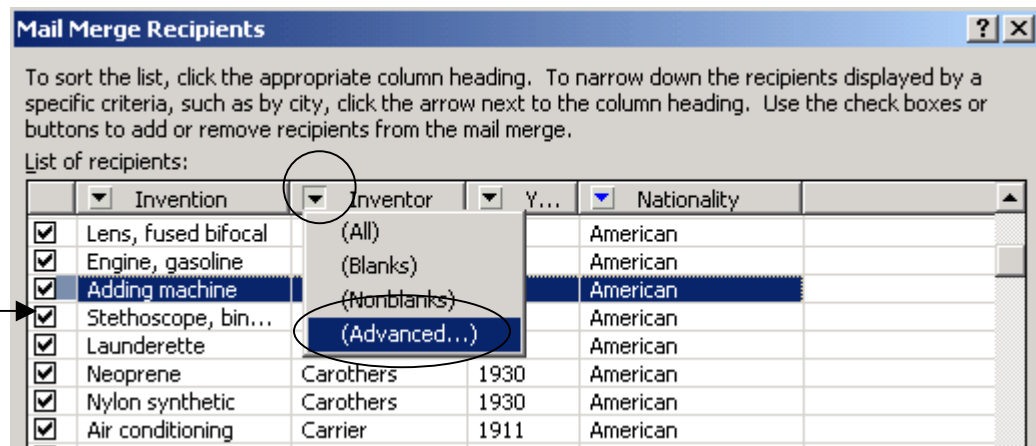 Mail Merge Recipients
To sort the list, click the appropriate column heading. To narrow down the recipients displayed by a
specific criteria, such as by city, click the arrow next to the column heading. Use the check boxes or
buttons to add or remove recipients from the mail merge.
List of recipients:
Invention Inventor Y... Nationality
Lens, fused bifocal American
(All)
Engine, gasoline American
(Blanks)
Adding machine American
(Nonblanks)
Stethoscope, bin... American
(Advanced...)
Launderette American
Neoprene Carothers 1930 American
Nylon synthetic Carothers 1930 American
Air conditioning Carrier 1911 American